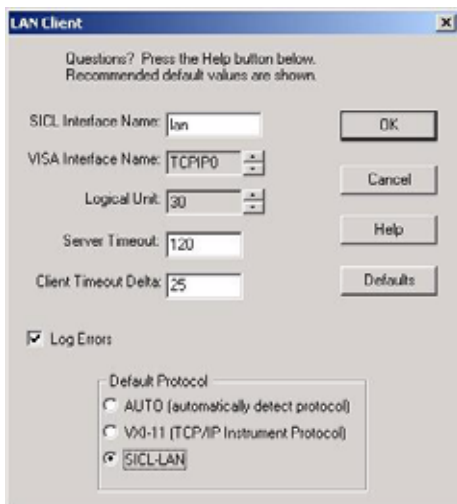 LAN Client
Questions? Press the Help button below.
Recommended default values are shown.
SICL Interface Name: lan
OK
VISA Interface Name: TCPIP0
Cancel
Logical Unit: 30
Help
Server Timeout: 120
Client Timeout Delta: 25
Defaults
Log Errors
Default Protocol
AUTO (automatically detect protocol)
VXI-11 (TCP/IP Instrument Protocol)
SICL-LAN